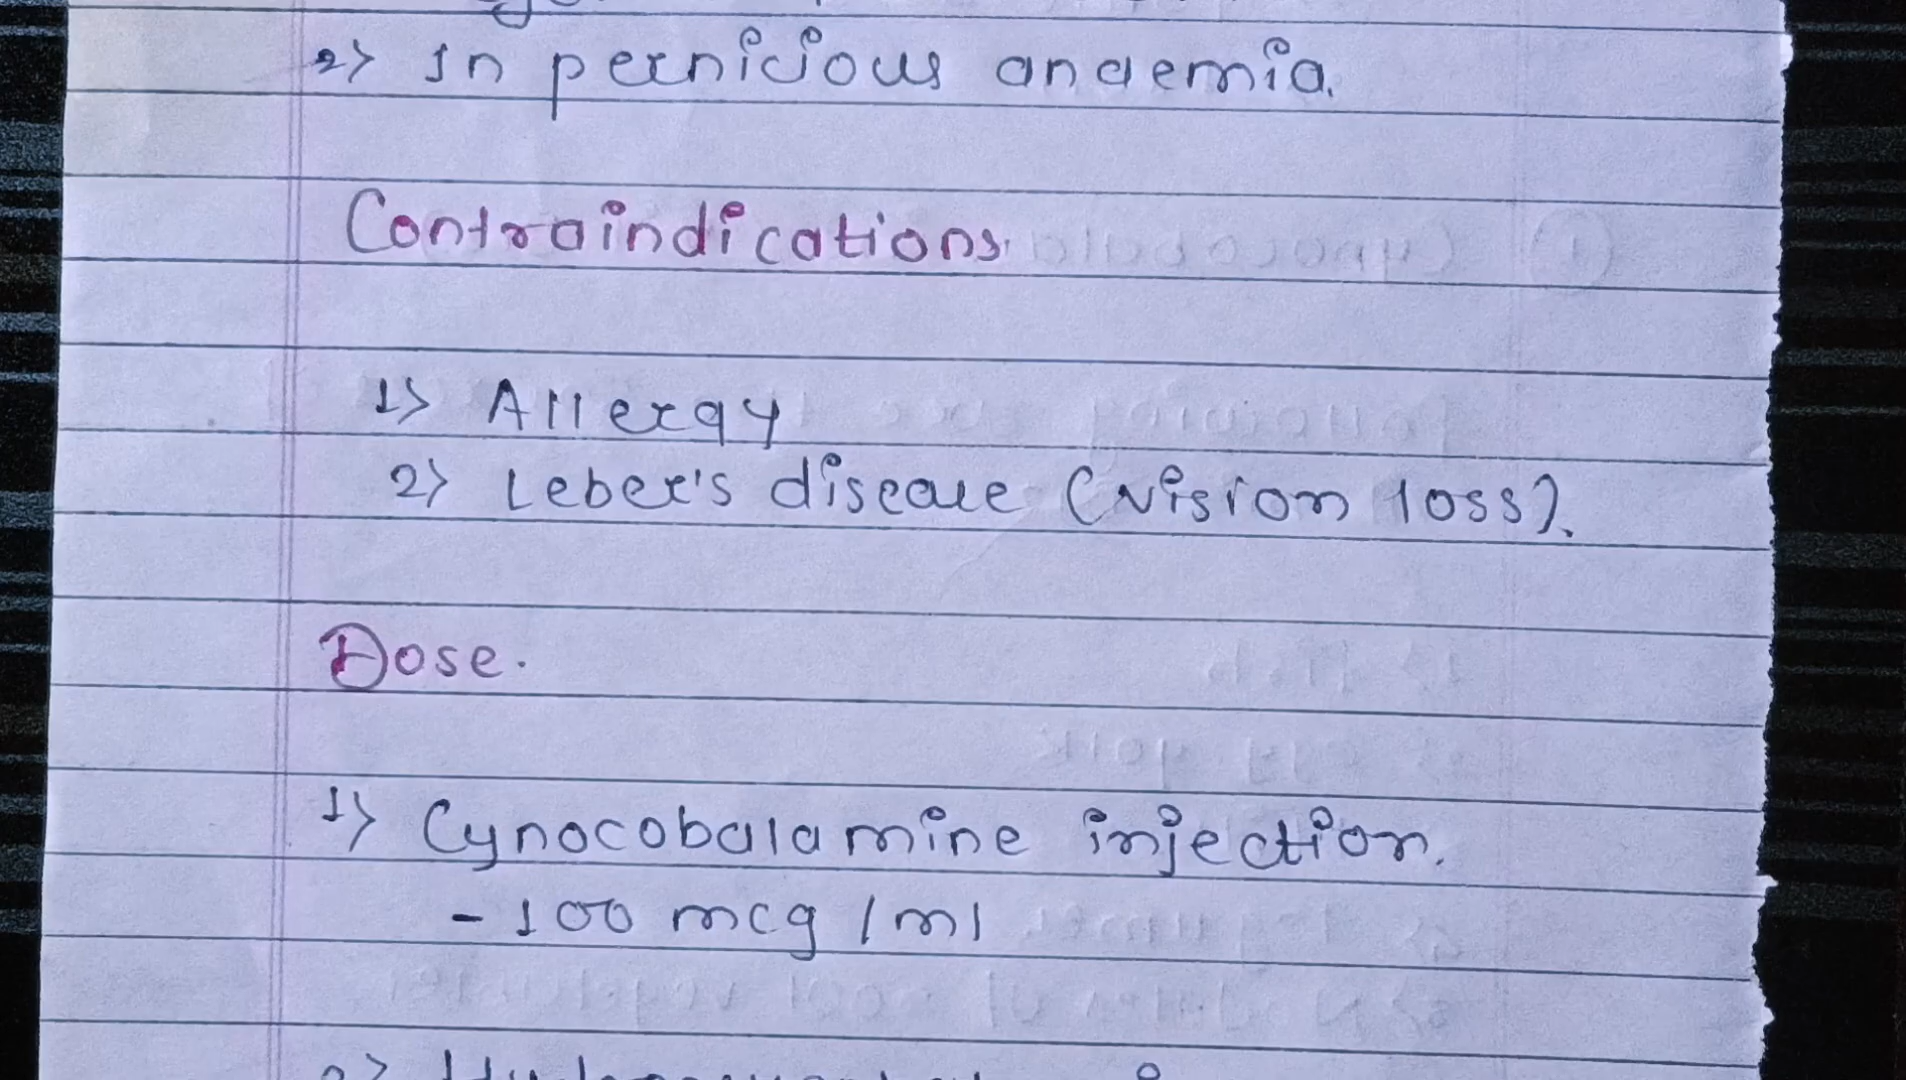 2> In pernicious anaemia.
Contraindications.
1> Allergy
2> Leber's disease (vision loss).
Dose.
1> Cynocobalamine injection.
- 100 mcg /ml